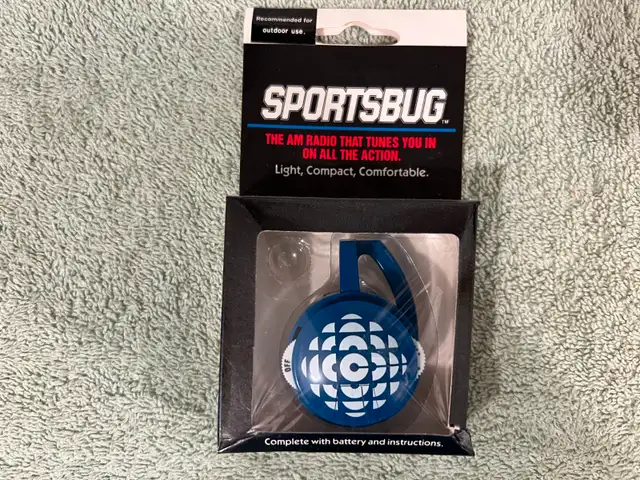 Recommended for
outdoor use.
SPORTSBUG™
THE AM RADIO THAT TUNES YOU IN
ON ALL THE ACTION.
Light, Compact, Comfortable.
OFF
C
Complete with battery and instructions.